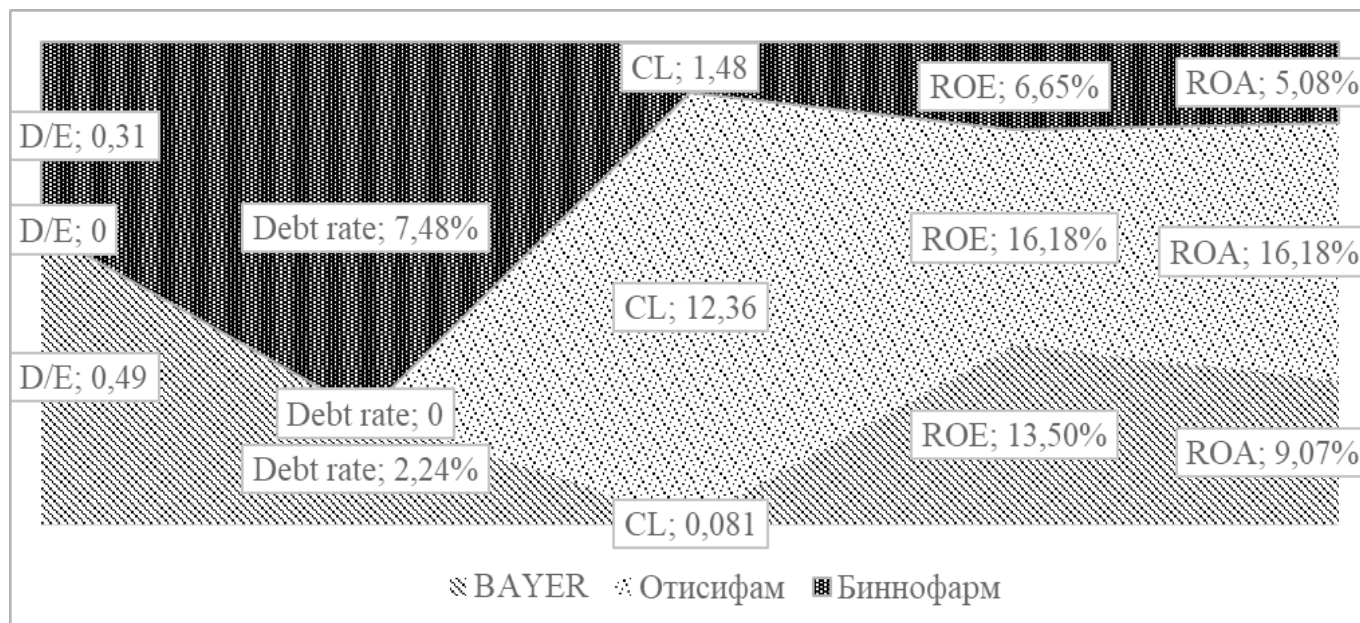 CL; 1,48
ROE; 6,65%
ROA; 5,08%
D/E; 0,31
D/E; 0
Debt rate; 7,48%
ROE; 16,18%
ROA; 16,18%
CL; 12,36
D/E; 0,49
Debt rate; 0
Debt rate; 2,24%
ROE; 13,50%
ROA; 9,07%
CL; 0,081
BAYER Отисифам Биннофарм